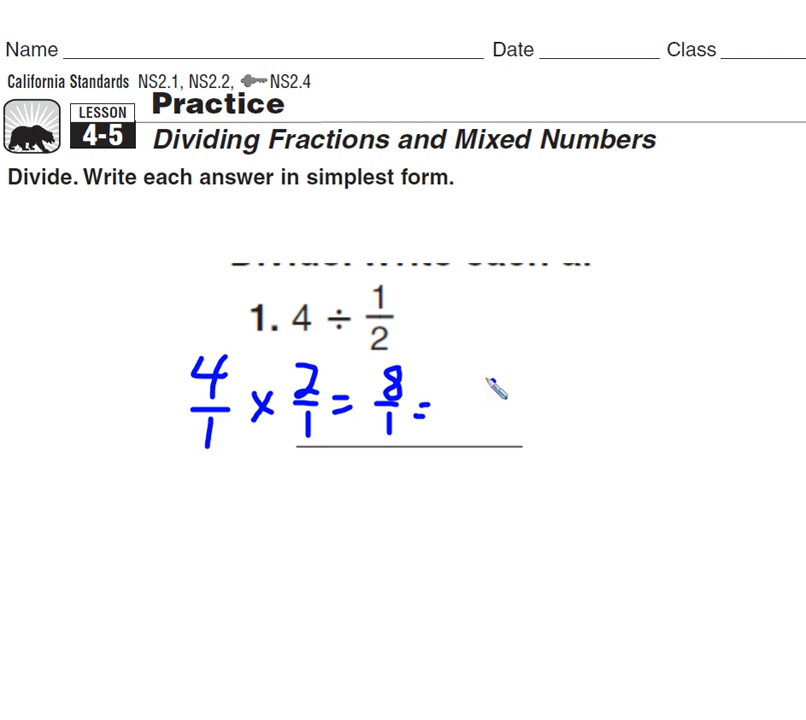 Name Date Class
California Standards NS2.1, NS2.2, NS2.4
Practice
LESSON
4-5
Dividing Fractions and Mixed Numbers
Divide. Write each answer in simplest form.
1. 4 ÷ 1/2
4/1 × 2/1 = 8/1 =